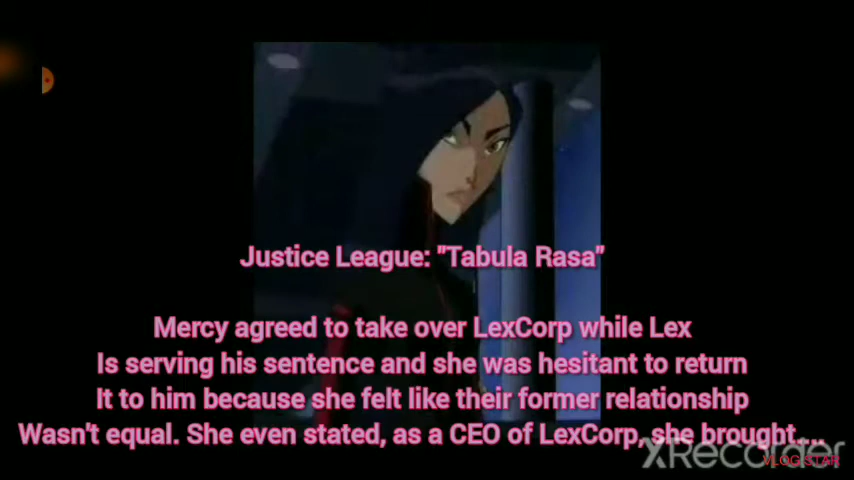 Justice League: "Tabula Rasa"
Mercy agreed to take over LexCorp while Lex
Is serving his sentence and she was hesitant to return
It to him because she felt like their former relationship
Wasn't equal. She even stated, as a CEO of LexCorp, she brought....
XRecorder
VLOG STAR